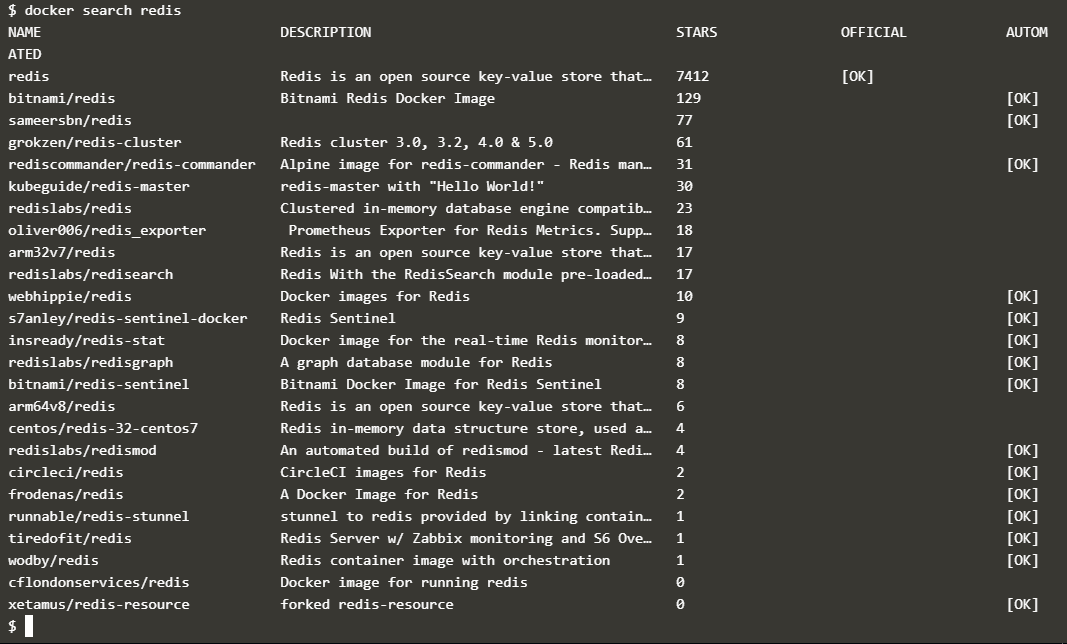 $ docker search redis
NAME DESCRIPTION STARS OFFICIAL AUTOM
ATED
redis Redis is an open source key-value store that… 7412 [OK]
bitnami/redis Bitnami Redis Docker Image 129 [OK]
sameersbn/redis 77 [OK]
grokzen/redis-cluster Redis cluster 3.0, 3.2, 4.0 & 5.0 61
rediscommander/redis-commander Alpine image for redis-commander - Redis man… 31 [OK]
kubeguide/redis-master redis-master with "Hello World!" 30
redislabs/redis Clustered in-memory database engine compatib… 23
oliver006/redis_exporter Prometheus Exporter for Redis Metrics. Supp… 18
arm32v7/redis Redis is an open source key-value store that… 17
redislabs/redisearch Redis With the RedisSearch module pre-loaded… 17
webhippie/redis Docker images for Redis 10 [OK]
s7anley/redis-sentinel-docker Redis Sentinel 9 [OK]
insready/redis-stat Docker image for the real-time Redis monitor… 8 [OK]
redislabs/redisgraph A graph database module for Redis 8 [OK]
bitnami/redis-sentinel Bitnami Docker Image for Redis Sentinel 8 [OK]
arm64v8/redis Redis is an open source key-value store that… 6
centos/redis-32-centos7 Redis in-memory data structure store, used a… 4
redislabs/redismod An automated build of redismod - latest Redi… 4 [OK]
circleci/redis CircleCI images for Redis 2 [OK]
frodenas/redis A Docker Image for Redis 2 [OK]
runnable/redis-stunnel stunnel to redis provided by linking contain… 1 [OK]
tiredofit/redis Redis Server w/ Zabbix monitoring and S6 Ove… 1 [OK]
wodby/redis Redis container image with orchestration 1 [OK]
cflondonservices/redis Docker image for running redis 0
xetamus/redis-resource forked redis-resource 0 [OK]
$